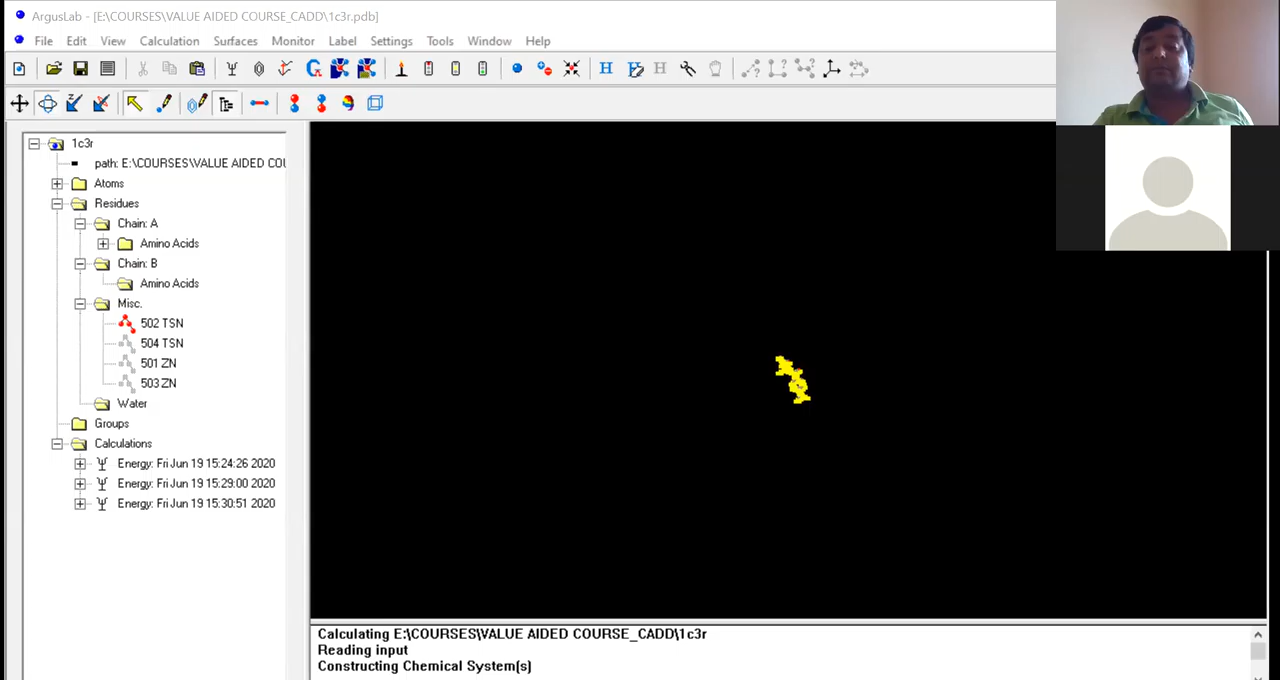 ArgusLab - [E:\COURSES\VALUE AIDED COURSE_CADD\1c3r.pdb]
File Edit View Calculation Surfaces Monitor Label Settings Tools Window Help
1c3r
path: E:\COURSES\VALUE AIDED COU
Atoms
Residues
Chain: A
Amino Acids
Chain: B
Amino Acids
Misc.
502 TSN
504 TSN
501 ZN
503 ZN
Water
Groups
Calculations
Energy: Fri Jun 19 15:24:26 2020
Energy: Fri Jun 19 15:29:00 2020
Energy: Fri Jun 19 15:30:51 2020
Calculating E:\COURSES\VALUE AIDED COURSE_CADD\1c3r
Reading input
Constructing Chemical System(s)